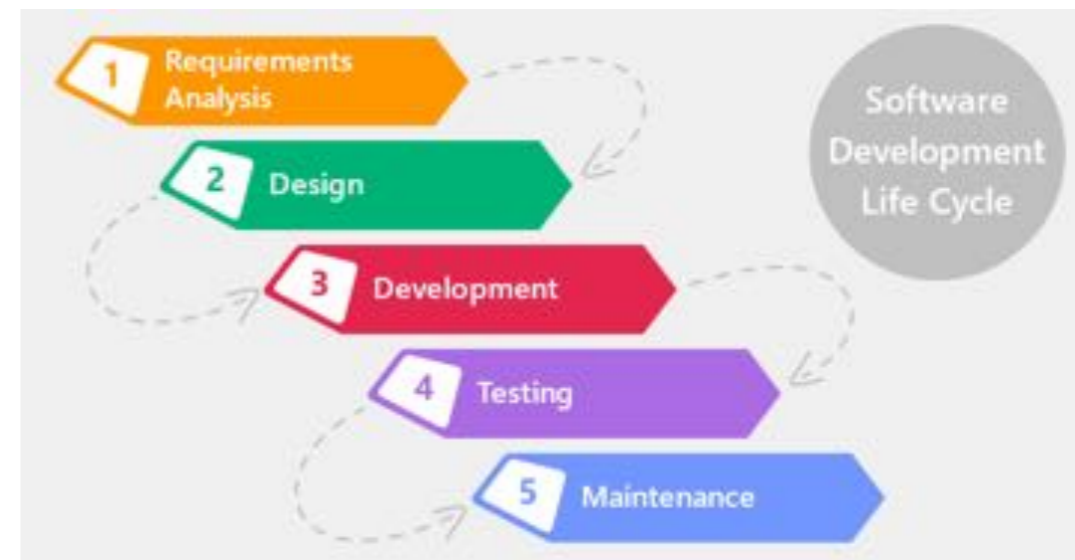 1
Requirements
Analysis
2
Design
3
Development
4
Testing
5
Maintenance
Software
Development
Life Cycle